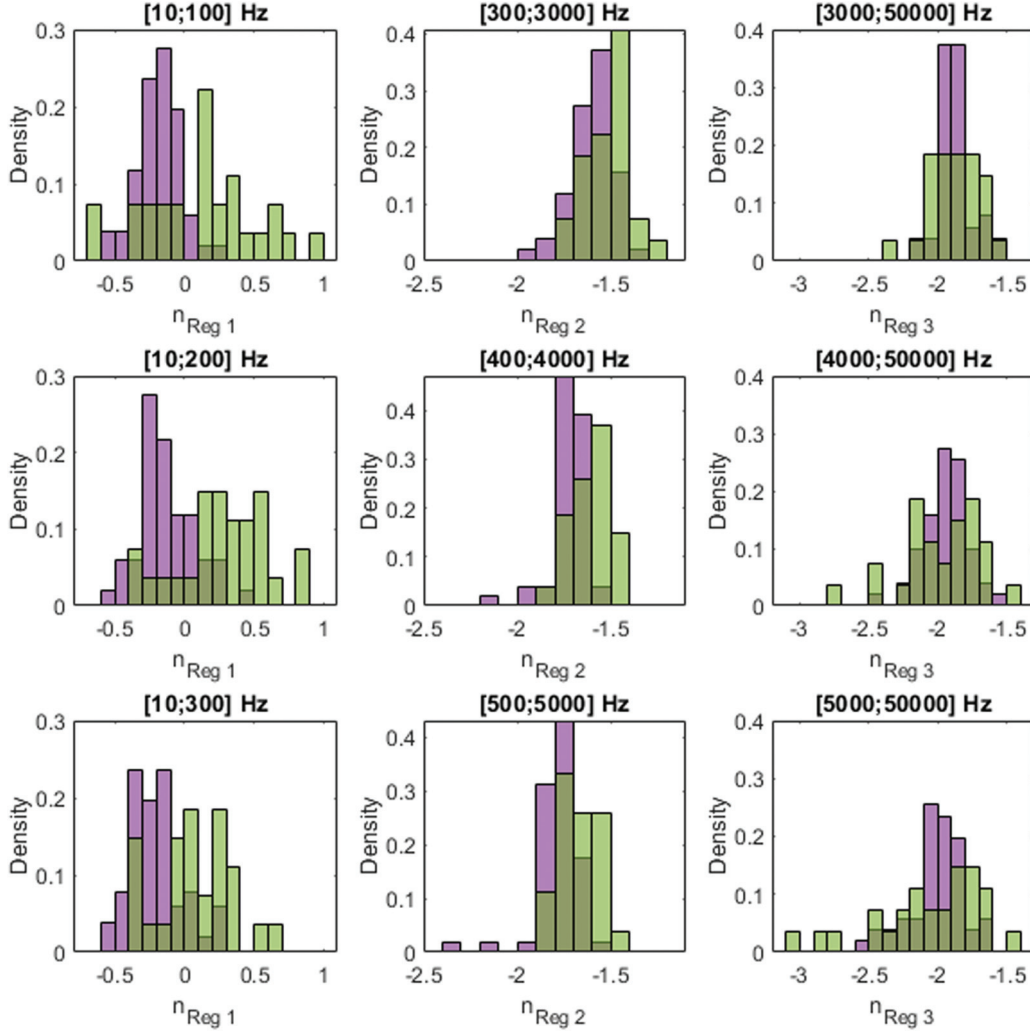 [10;100] Hz
[300;3000] Hz
[3000;50000] Hz
0.3
0.2
0.1
0
Density
-0.5 0 0.5 1
n Reg 1
0.4
0.3
0.2
0.1
0
Density
-2.5 -2 -1.5
n Reg 2
0.4
0.3
0.2
0.1
0
Density
-3 -2.5 -2 -1.5
n Reg 3
[10;200] Hz
[400;4000] Hz
[4000;50000] Hz
0.3
0.2
0.1
0
Density
-0.5 0 0.5 1
n Reg 1
0.4
0.3
0.2
0.1
0
Density
-2.5 -2 -1.5
n Reg 2
0.4
0.3
0.2
0.1
0
Density
-3 -2.5 -2 -1.5
n Reg 3
[10;300] Hz
[500;5000] Hz
[5000;50000] Hz
0.3
0.2
0.1
0
Density
-0.5 0 0.5 1
n Reg 1
0.4
0.3
0.2
0.1
0
Density
-2.5 -2 -1.5
n Reg 2
0.4
0.3
0.2
0.1
0
Density
-3 -2.5 -2 -1.5
n Reg 3